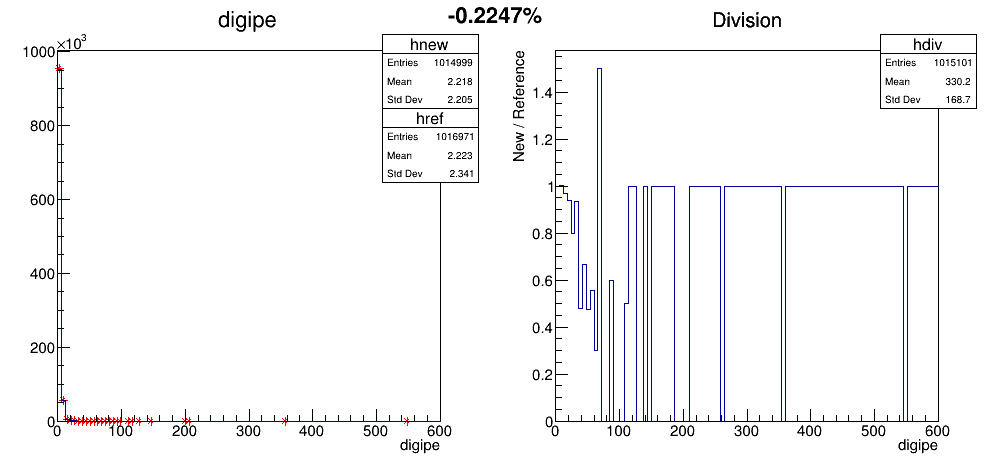 -0.2247%
digipe
×10³
1000
800
600
400
200
0
0 100 200 300 400 500 600
digipe
hnew
Entries 1014999
Mean 2.218
Std Dev 2.205
href
Entries 1016971
Mean 2.223
Std Dev 2.341
Division
New / Reference
1.4
1.2
1
0.8
0.6
0.4
0.2
0
0 100 200 300 400 500 600
digipe
hdiv
Entries 1015101
Mean 330.2
Std Dev 168.7